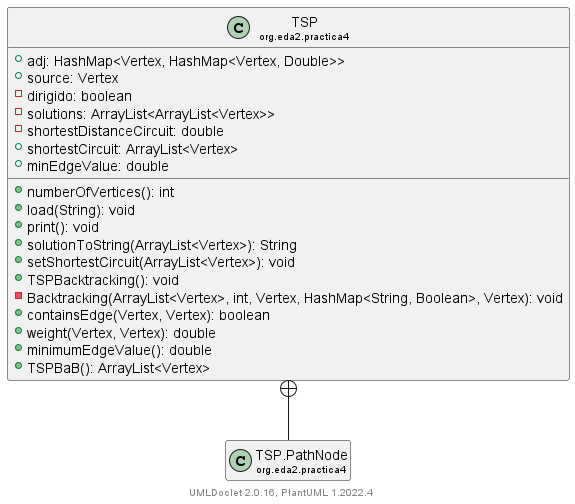 C
TSP
org.eda2.practica4
adj: HashMap<Vertex, HashMap<Vertex, Double>>
source: Vertex
dirigido: boolean
solutions: ArrayList<ArrayList<Vertex>>
shortestDistanceCircuit: double
shortestCircuit: ArrayList<Vertex>
minEdgeValue: double
numberOfVertices(): int
load(String): void
print(): void
solutionToString(ArrayList<Vertex>): String
setShortestCircuit(ArrayList<Vertex>): void
TSPBacktracking(): void
Backtracking(ArrayList<Vertex>, int, Vertex, HashMap<String, Boolean>, Vertex): void
containsEdge(Vertex, Vertex): boolean
weight(Vertex, Vertex): double
minimumEdgeValue(): double
TSPBaB(): ArrayList<Vertex>
C
TSP.PathNode
org.eda2.practica4
UMLDoclet 2.0.16, PlantUML 1.2022.4